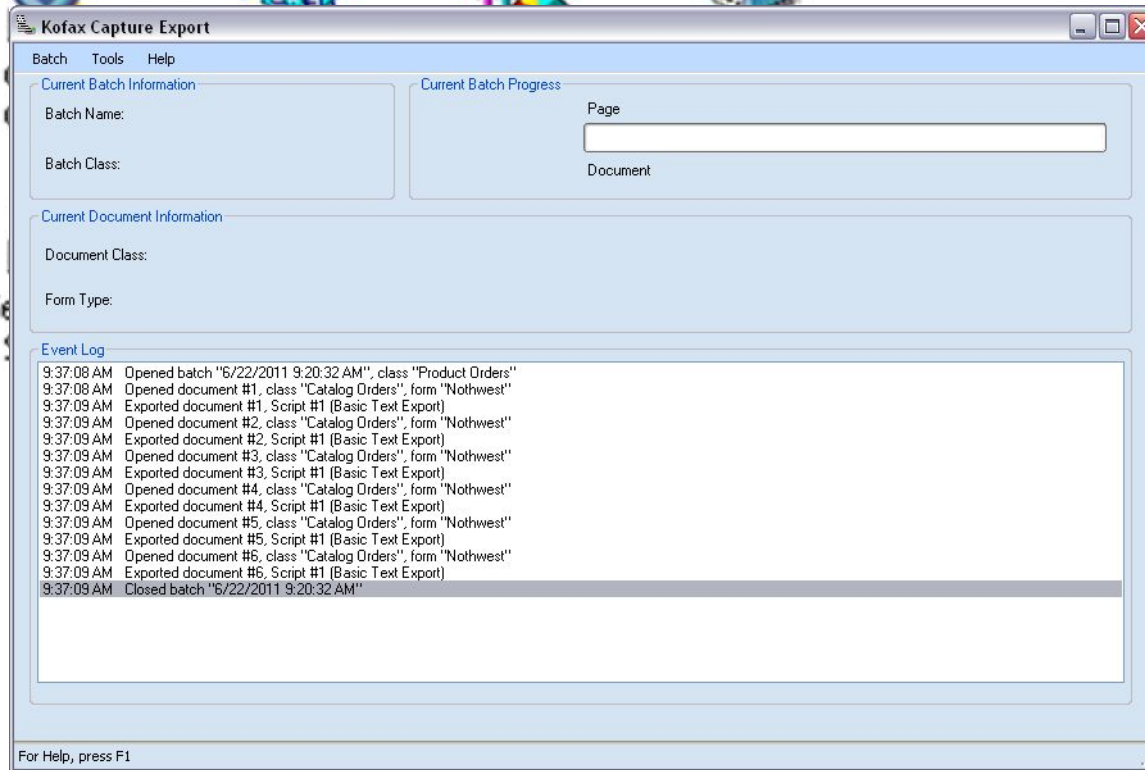 Kofax Capture Export
Batch Tools Help
Current Batch Information
Batch Name:
Batch Class:
Current Batch Progress
Page
Document
Current Document Information
Document Class:
Form Type:
Event Log
9:37:08 AM Opened batch "6/22/2011 9:20:32 AM", class "Product Orders"
9:37:08 AM Opened document #1, class "Catalog Orders", form "Nothwest"
9:37:09 AM Exported document #1, Script #1 (Basic Text Export)
9:37:09 AM Opened document #2, class "Catalog Orders", form "Nothwest"
9:37:09 AM Exported document #2, Script #1 (Basic Text Export)
9:37:09 AM Opened document #3, class "Catalog Orders", form "Nothwest"
9:37:09 AM Exported document #3, Script #1 (Basic Text Export)
9:37:09 AM Opened document #4, class "Catalog Orders", form "Nothwest"
9:37:09 AM Exported document #4, Script #1 (Basic Text Export)
9:37:09 AM Opened document #5, class "Catalog Orders", form "Nothwest"
9:37:09 AM Exported document #5, Script #1 (Basic Text Export)
9:37:09 AM Opened document #6, class "Catalog Orders", form "Nothwest"
9:37:09 AM Exported document #6, Script #1 (Basic Text Export)
9:37:09 AM Closed batch "6/22/2011 9:20:32 AM"
For Help, press F1